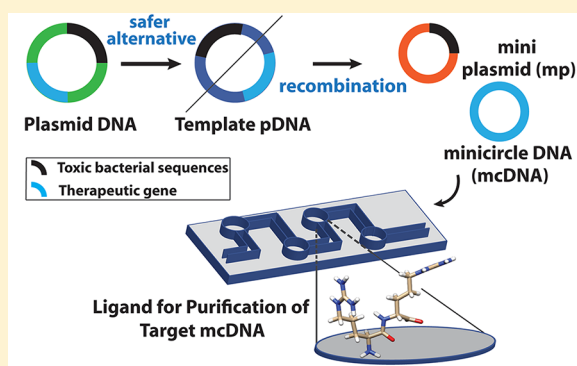 safer
alternative
Plasmid DNA
Template pDNA
recombination
mini
plasmid (mp)
minicircle DNA
(mcDNA)
Toxic bacterial sequences
Therapeutic gene
Ligand for Purification of
Target mcDNA